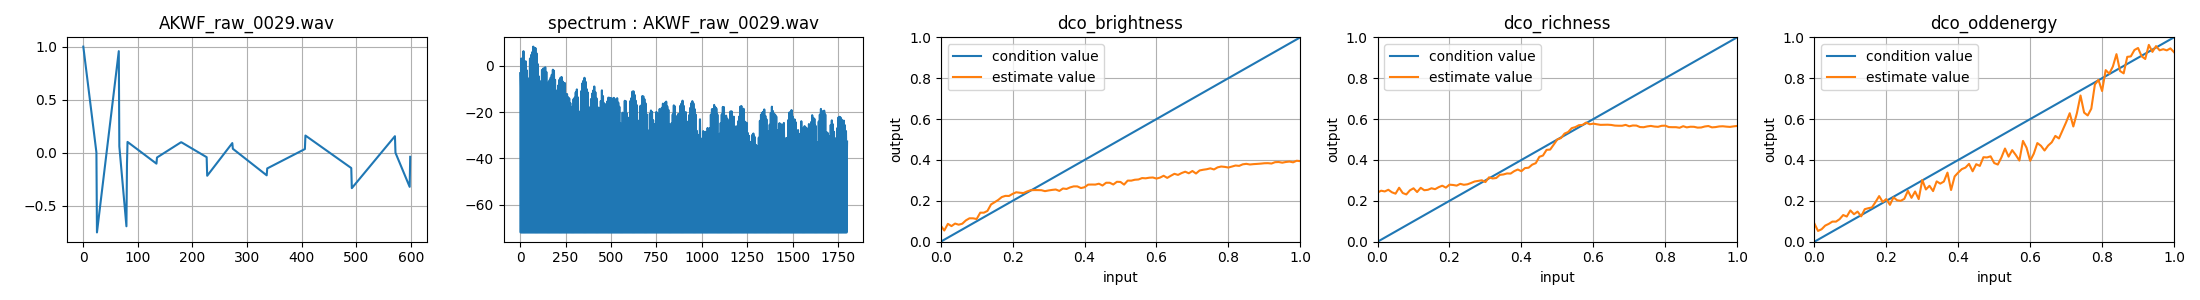 AKWF_raw_0029.wav
1.0
0.5
0.0
−0.5
0 100 200 300 400 500 600
spectrum : AKWF_raw_0029.wav
0
−20
−40
−60
0 250 500 750 1000 1250 1500 1750
dco_brightness
condition value
estimate value
output
1.0
0.8
0.6
0.4
0.2
0.0
0.0 0.2 0.4 0.6 0.8 1.0
input
dco_richness
condition value
estimate value
output
1.0
0.8
0.6
0.4
0.2
0.0
0.0 0.2 0.4 0.6 0.8 1.0
input
dco_oddenergy
condition value
estimate value
output
1.0
0.8
0.6
0.4
0.2
0.0
0.0 0.2 0.4 0.6 0.8 1.0
input